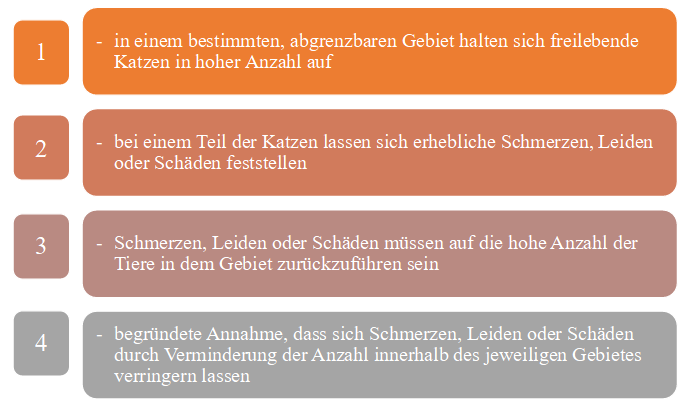 1
- in einem bestimmten, abgrenzbaren Gebiet halten sich freilebende
Katzen in hoher Anzahl auf
2
- bei einem Teil der Katzen lassen sich erhebliche Schmerzen, Leiden
oder Schäden feststellen
3
- Schmerzen, Leiden oder Schäden müssen auf die hohe Anzahl der
Tiere in dem Gebiet zurückzuführen sein
4
- begründete Annahme, dass sich Schmerzen, Leiden oder Schäden
durch Verminderung der Anzahl innerhalb des jeweiligen Gebietes
verringern lassen